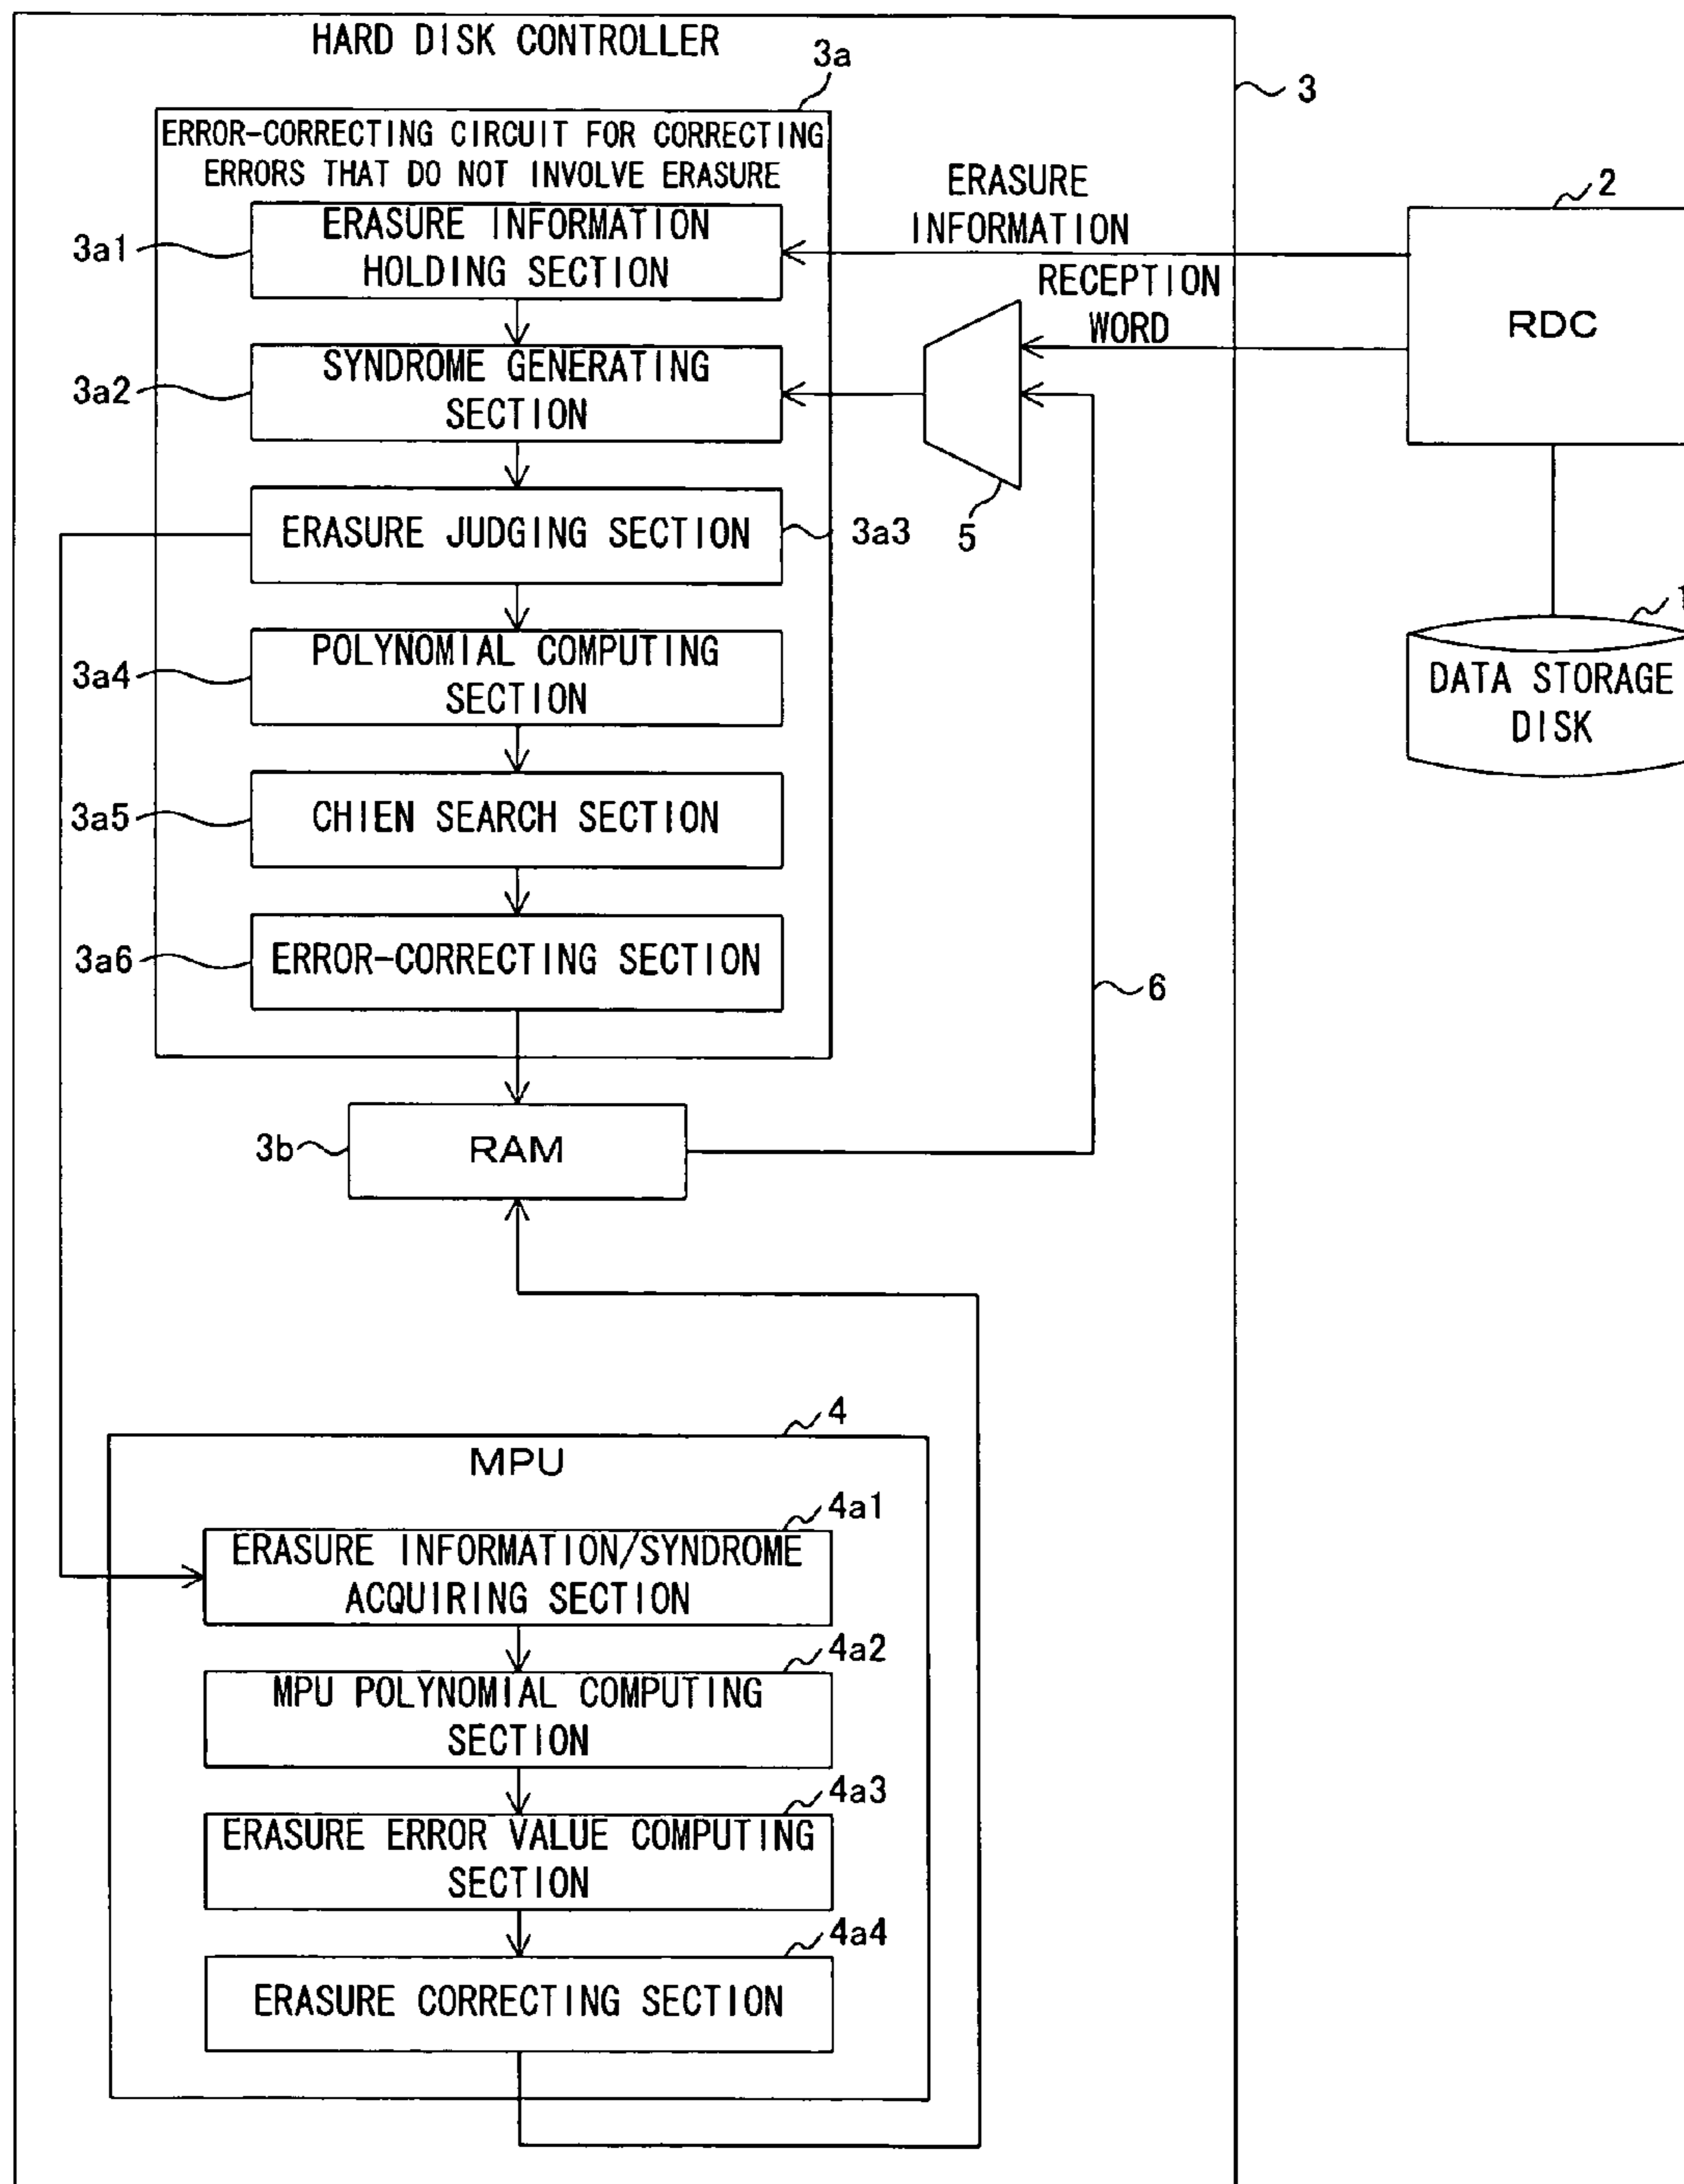 HARD DISK CONTROLLER
3a
3
ERROR-CORRECTING CIRCUIT FOR CORRECTING
ERRORS THAT DO NOT INVOLVE ERASURE
3a1
ERASURE INFORMATION
HOLDING SECTION
ERASURE
INFORMATION
2
RDC
RECEPTION
WORD
3a2
SYNDROME GENERATING
SECTION
5
ERASURE JUDGING SECTION
3a3
1
DATA STORAGE
DISK
3a4
POLYNOMIAL COMPUTING
SECTION
3a5
CHIEN SEARCH SECTION
3a6
ERROR-CORRECTING SECTION
6
3b
RAM
4
MPU
4a1
ERASURE INFORMATION/SYNDROME
ACQUIRING SECTION
4a2
MPU POLYNOMIAL COMPUTING
SECTION
4a3
ERASURE ERROR VALUE COMPUTING
SECTION
4a4
ERASURE CORRECTING SECTION